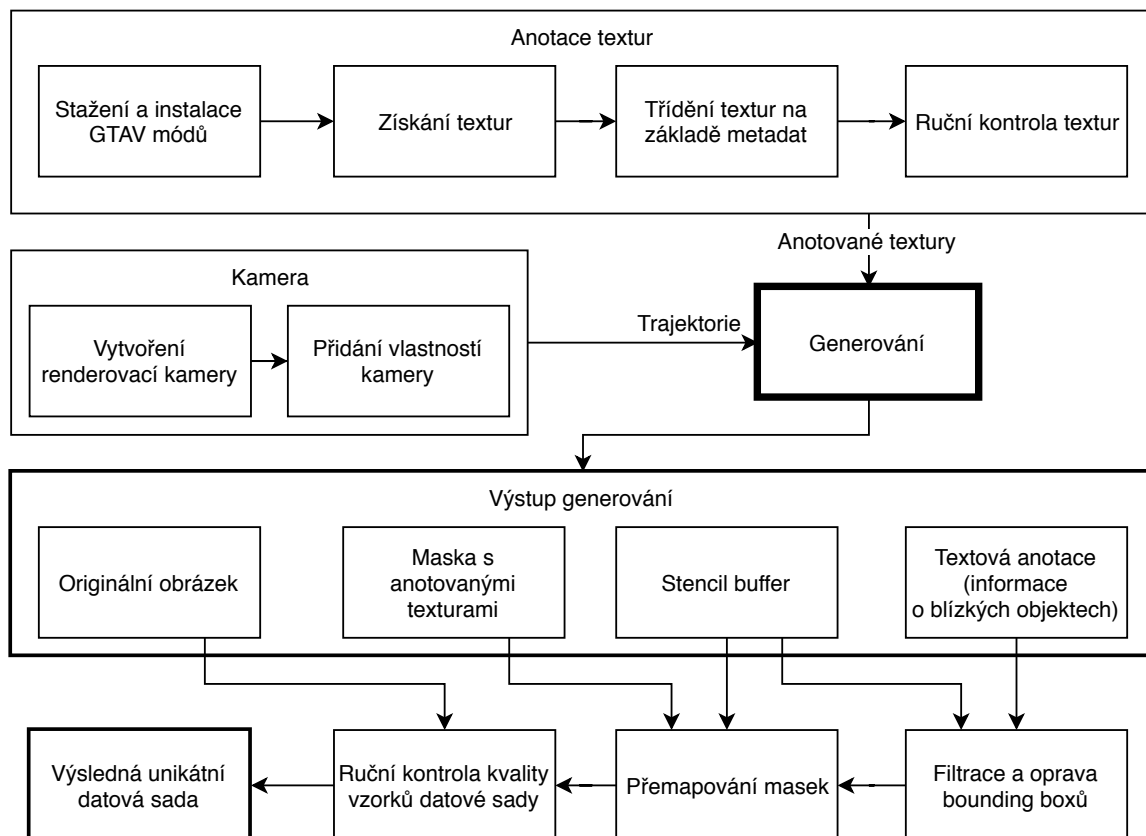 Anotace textur
Stažení a instalace
GTAV módů
Získání textur
Třídění textur na
základě metadat
Ruční kontrola textur
Anotované textury
Kamera
Vytvoření
renderovací kamery
Přidání vlastností
kamery
Trajektorie
Generování
Výstup generování
Originální obrázek
Maska s
anotovanými
texturami
Stencil buffer
Textová anotace
(informace
o blízkých objektech)
Výsledná unikátní
datová sada
Ruční kontrola kvality
vzorků datové sady
Přemapování masek
Filtrace a oprava
bounding boxů